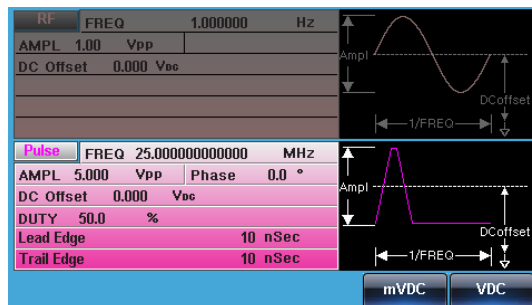 RF FREQ 1.000000 Hz
AMPL 1.00 Vpp
DC Offset 0.000 VDC
Ampl
DCoffset
1/FREQ
Pulse FREQ 25.000000000000 MHz
AMPL 5.000 Vpp Phase 0.0 °
DC Offset 0.000 VDC
DUTY 50.0 %
Lead Edge 10 nSec
Trail Edge 10 nSec
Ampl
DCoffset
1/FREQ
mVDC VDC